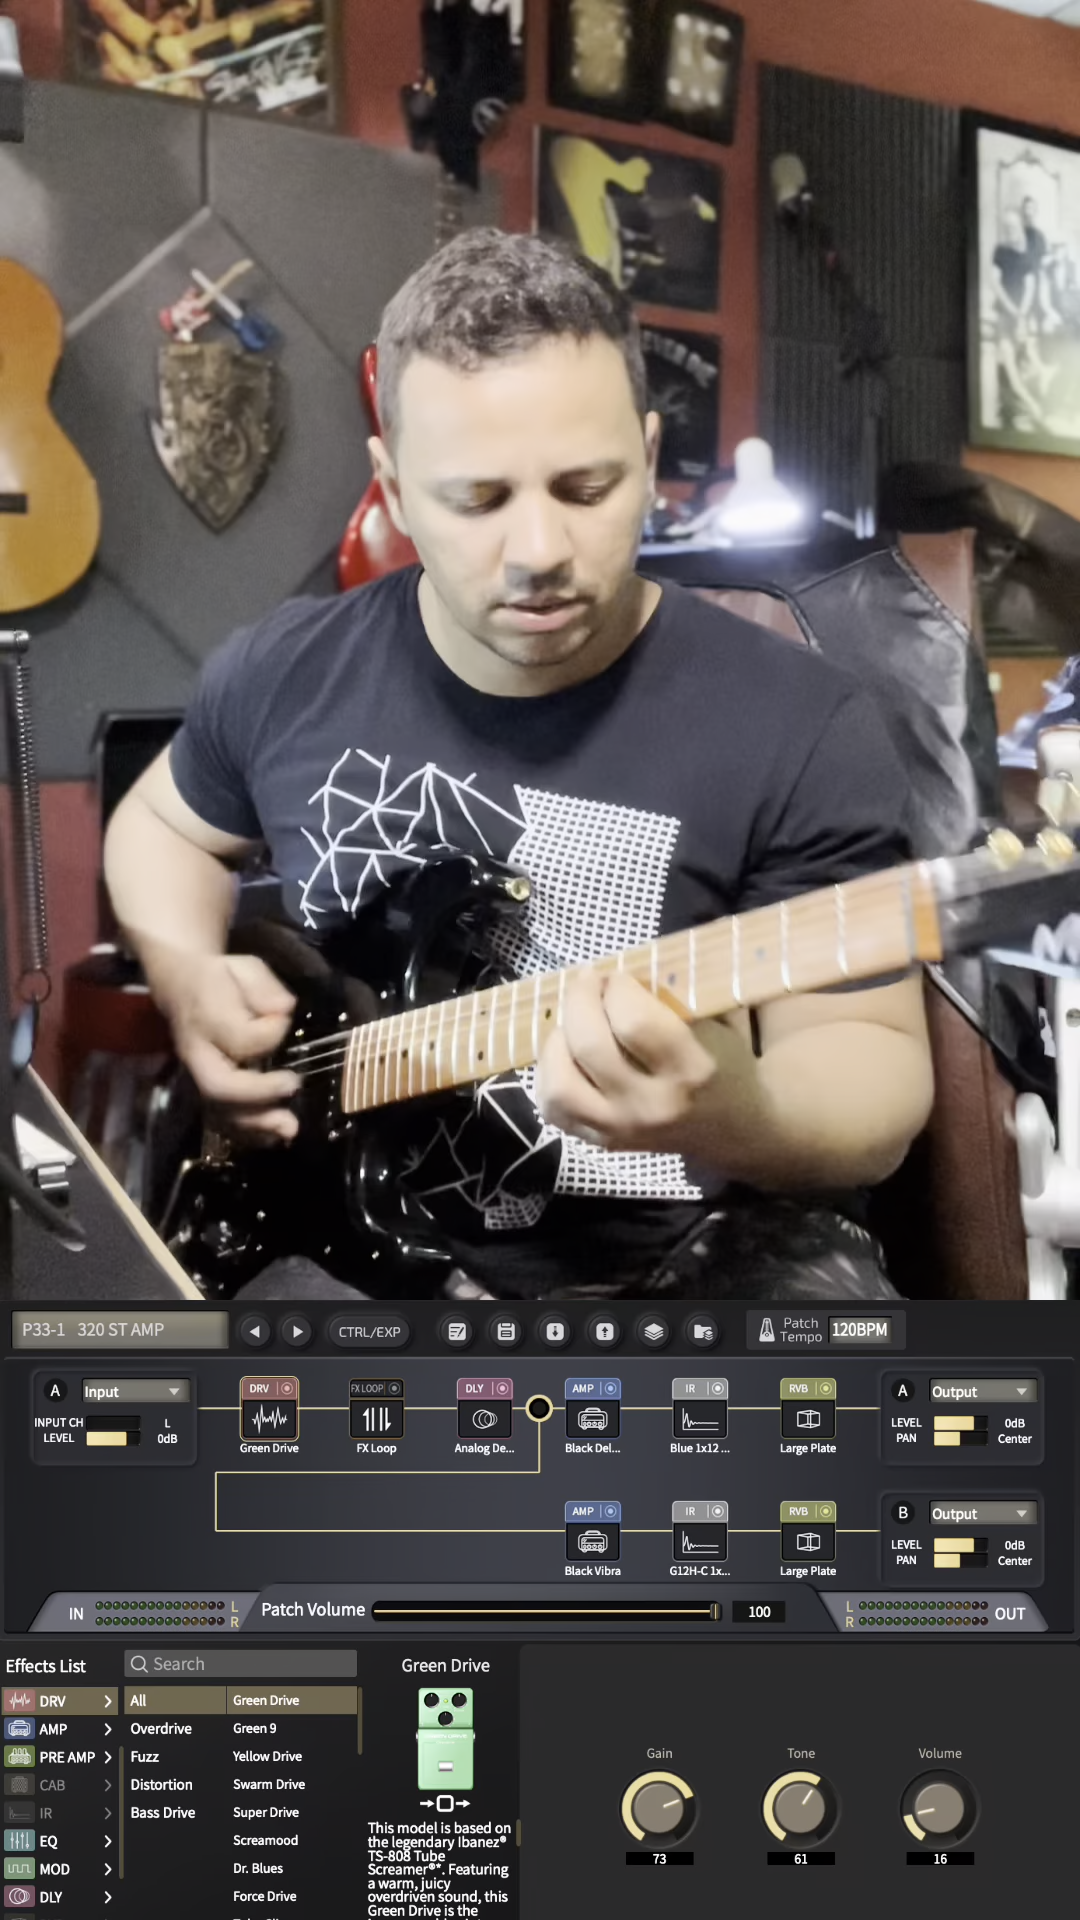 P33-1 320 ST AMP
CTRL/EXP
Patch Tempo
120BPM
A Input
INPUT CH L
LEVEL 0dB
DRV
Green Drive
FX LOOP
FX Loop
DLY
Analog De...
AMP
Black Del...
IR
Blue 1x12 ...
RVB
Large Plate
A Output
LEVEL 0dB
PAN Center
AMP
Black Vibra
IR
G12H-C 1x...
RVB
Large Plate
B Output
LEVEL 0dB
PAN Center
IN L R
Patch Volume 100
L R OUT
Effects List
Search
DRV
AMP
PRE AMP
CAB
IR
EQ
MOD
DLY
All
Overdrive
Fuzz
Distortion
Bass Drive
Green Drive
Green 9
Yellow Drive
Swarm Drive
Super Drive
Screamood
Dr. Blues
Force Drive
Green Drive
This model is based on
the legendary Ibanez®
TS-808 Tube
Screamer®*. Featuring
a warm, juicy
overdriven sound, this
Green Drive is the
Gain
73
Tone
61
Volume
16